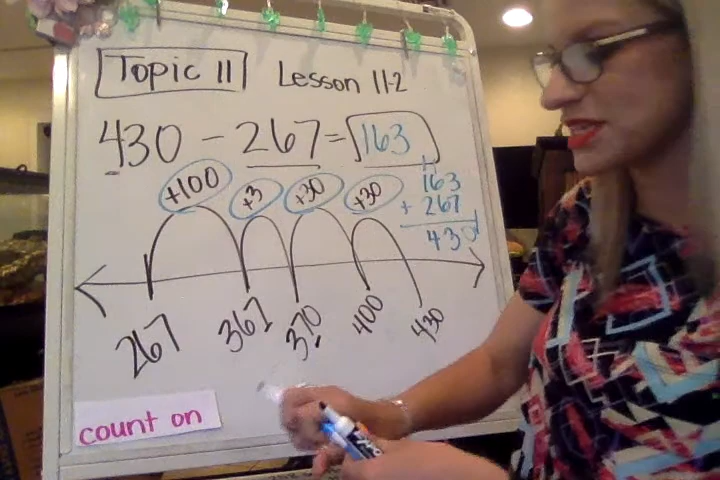 Topic 11 Lesson 11-2
430 - 267 = 163
+100 +3 +30 +30
11
163
+ 267
430
267 367 370 400 430
count on